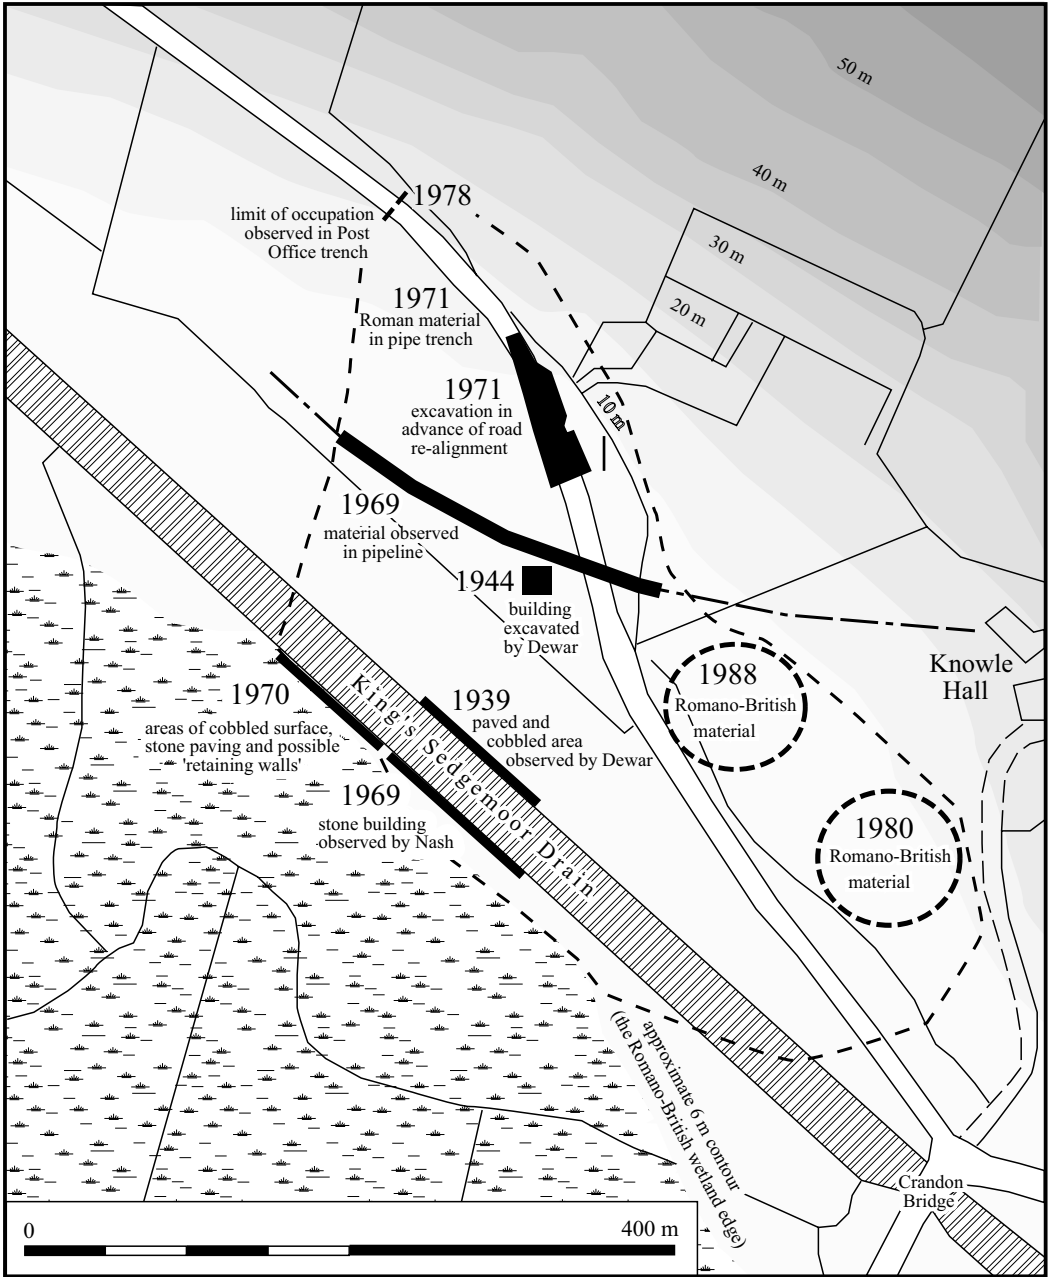 50 m
40 m
1978
limit of occupation
observed in Post
Office trench
30 m
1971
Roman material
in pipe trench
20 m
1971
excavation in
advance of road
re-alignment
10 m
1969
material observed
in pipeline
1944
building
excavated
by Dewar
1988
Romano-British
material
Knowle
Hall
1970
areas of cobbled surface,
stone paving and possible
'retaining walls'
1939
paved and
cobbled area
observed by Dewar
King's Sedgemoor Drain
1969
stone building
observed by Nash
1980
Romano-British
material
approximate 6 m contour
(the Romano-British wetland edge)
Crandon
Bridge
0
400 m